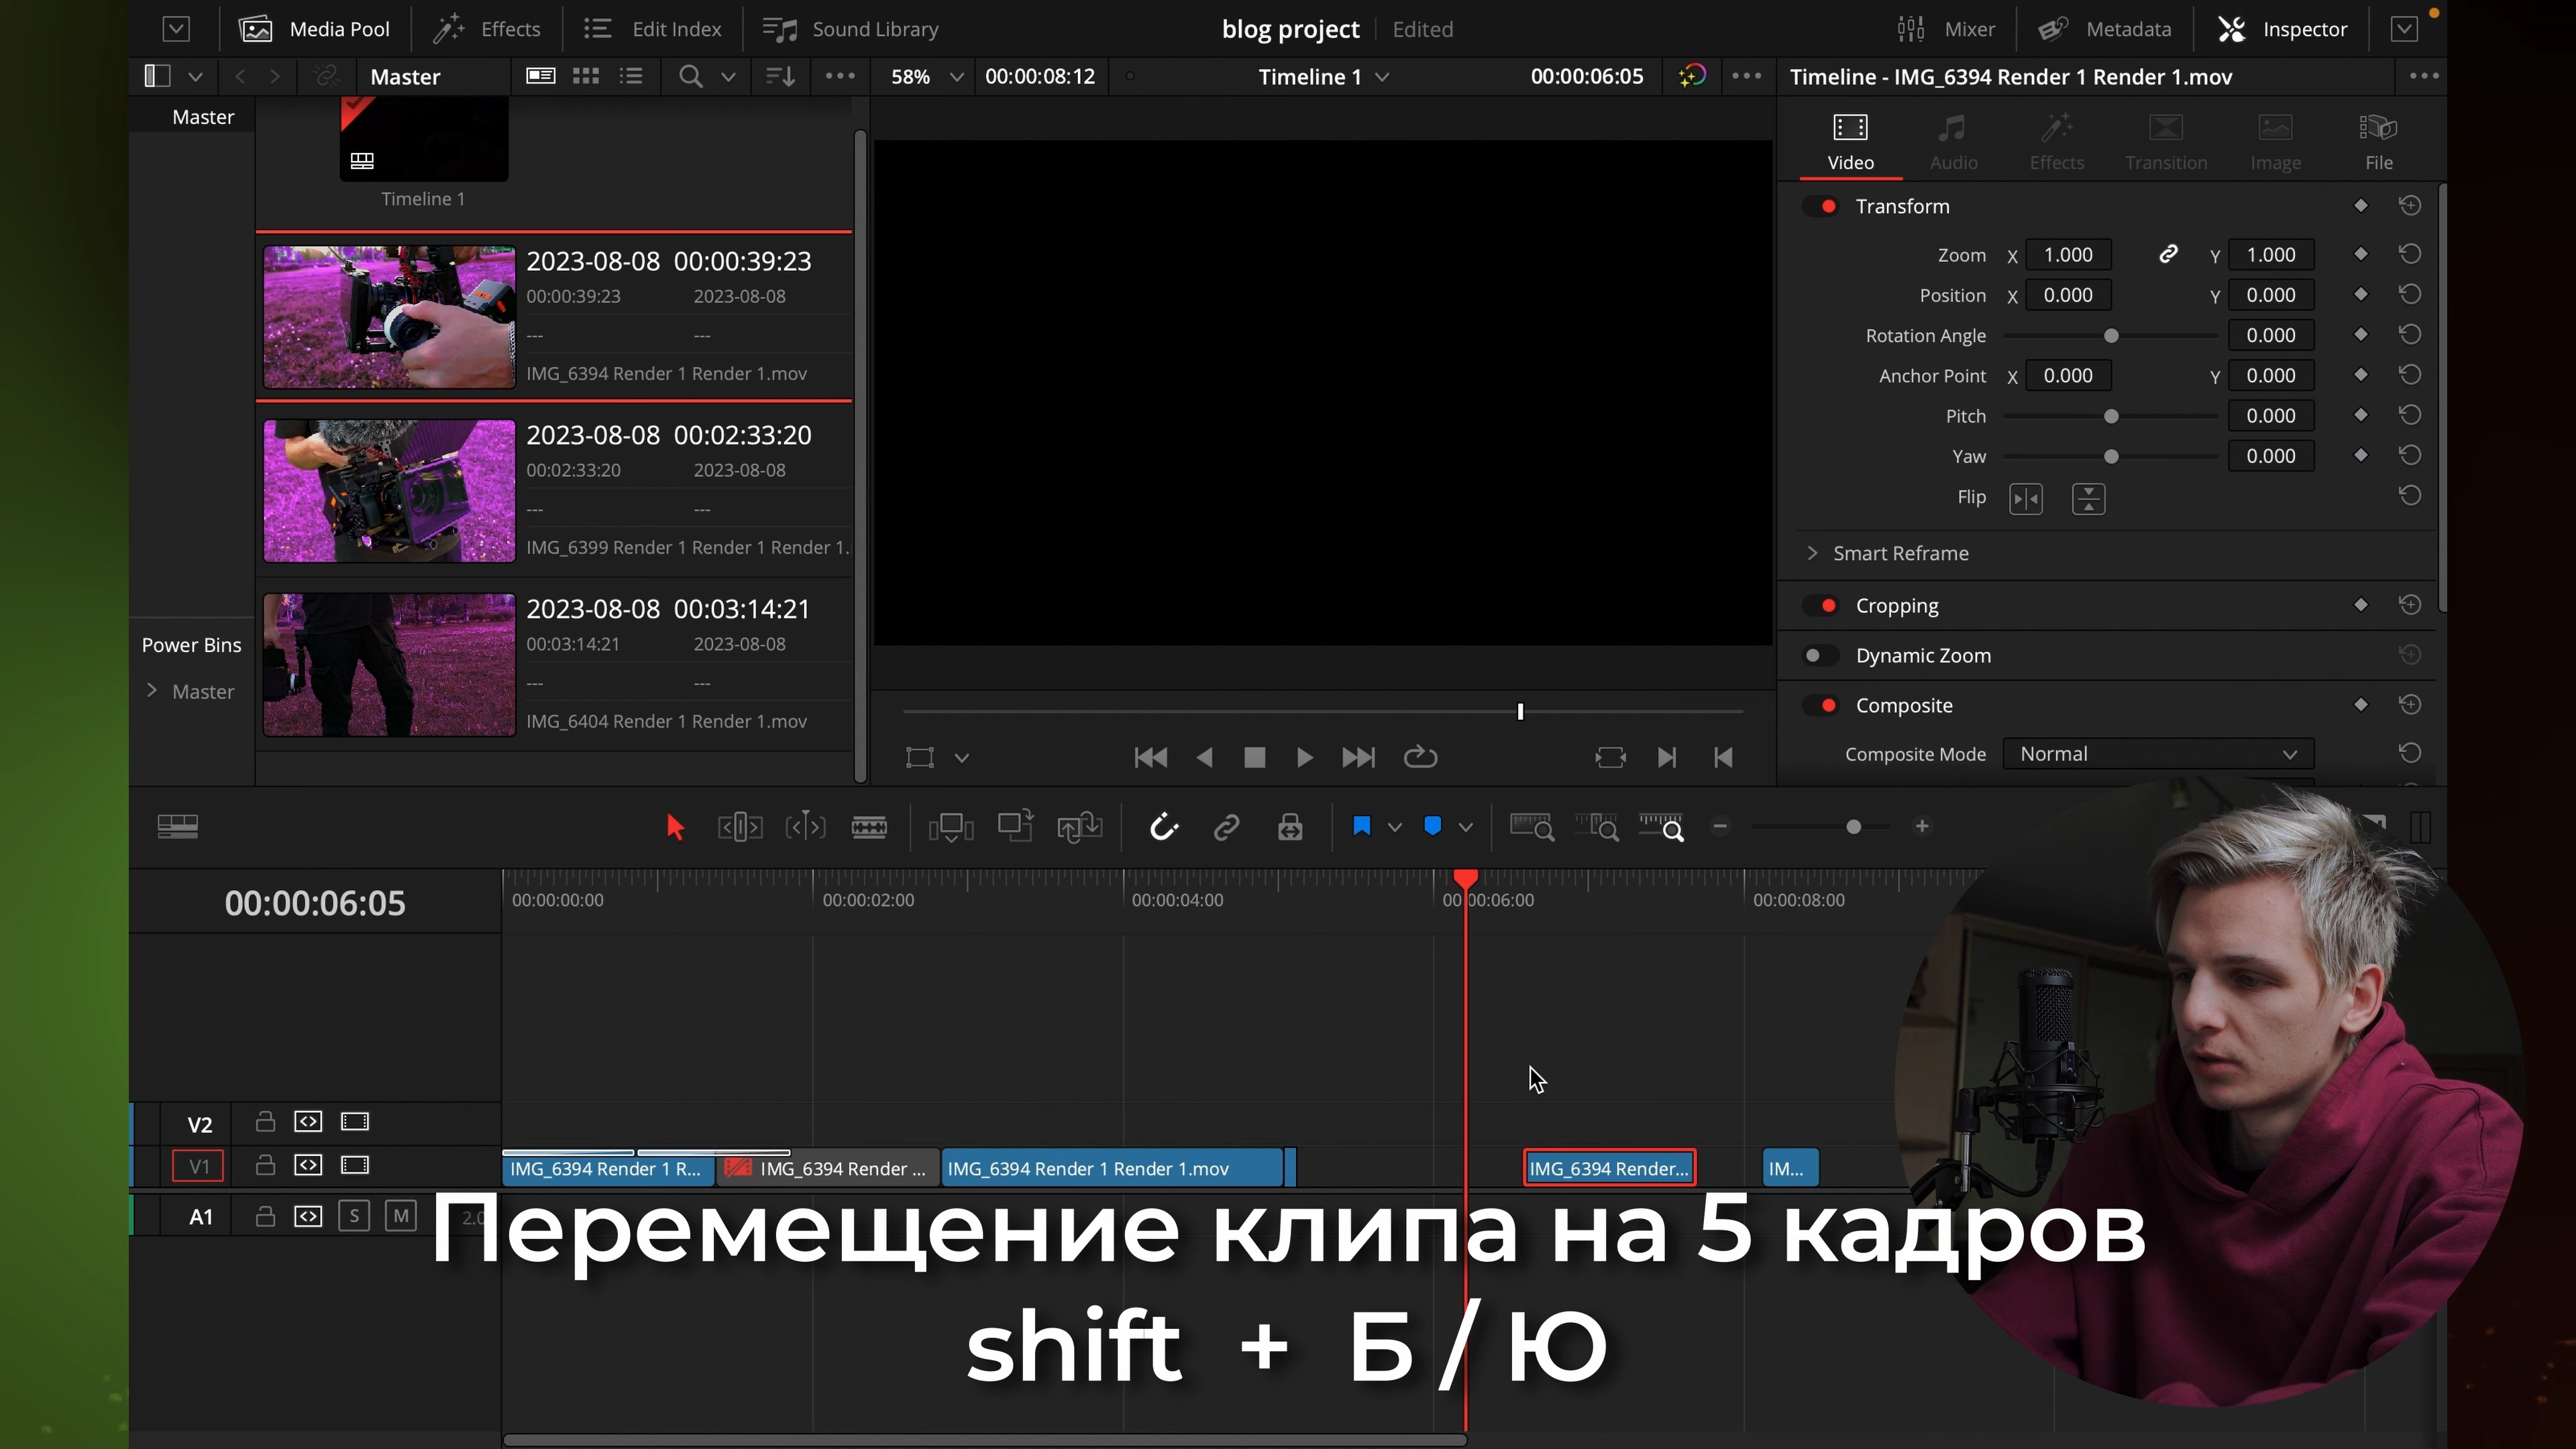 Media Pool
Effects
Edit Index
Sound Library
blog project
Edited
Mixer
Metadata
Inspector
Master
58%
00:00:08:12
Timeline 1
00:00:06:05
Timeline - IMG_6394 Render 1 Render 1.mov
Master
Timeline 1
2023-08-08 00:00:39:23
00:00:39:23
2023-08-08
---
---
IMG_6394 Render 1 Render 1.mov
2023-08-08 00:02:33:20
00:02:33:20
2023-08-08
---
---
IMG_6399 Render 1 Render 1 Render 1.
2023-08-08 00:03:14:21
00:03:14:21
2023-08-08
---
---
IMG_6404 Render 1 Render 1.mov
Power Bins
Master
Video
Audio
Effects
Transition
Image
File
Transform
Zoom X 1.000 Y 1.000
Position X 0.000 Y 0.000
Rotation Angle 0.000
Anchor Point X 0.000 Y 0.000
Pitch 0.000
Yaw 0.000
Flip
Smart Reframe
Cropping
Dynamic Zoom
Composite
Composite Mode Normal
00:00:06:05
00:00:00:00
00:00:02:00
00:00:04:00
00:00:06:00
00:00:08:00
V2
V1
IMG_6394 Render 1 R...
IMG_6394 Render ...
IMG_6394 Render 1 Render 1.mov
IMG_6394 Render...
IM...
A1
S
M
2.0
Перемещение клипа на 5 кадров
shift + Б / Ю